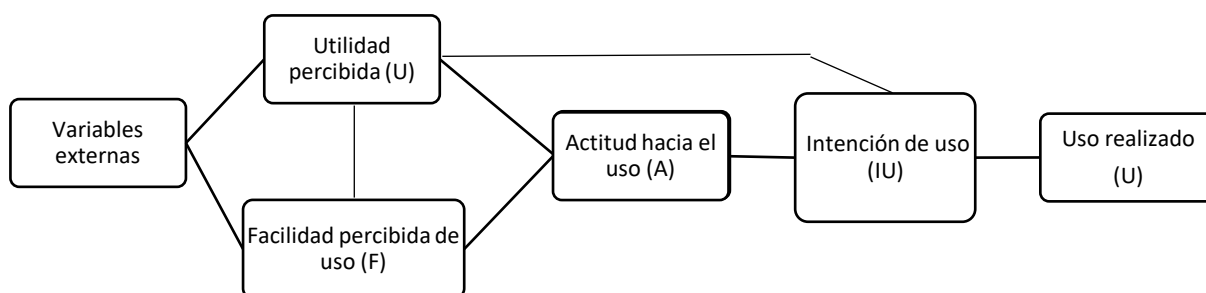 Utilidad
percibida (U)
Variables
externas
Facilidad percibida de
uso (F)
Actitud hacia el
uso (A)
Intención de uso
(IU)
Uso realizado
(U)